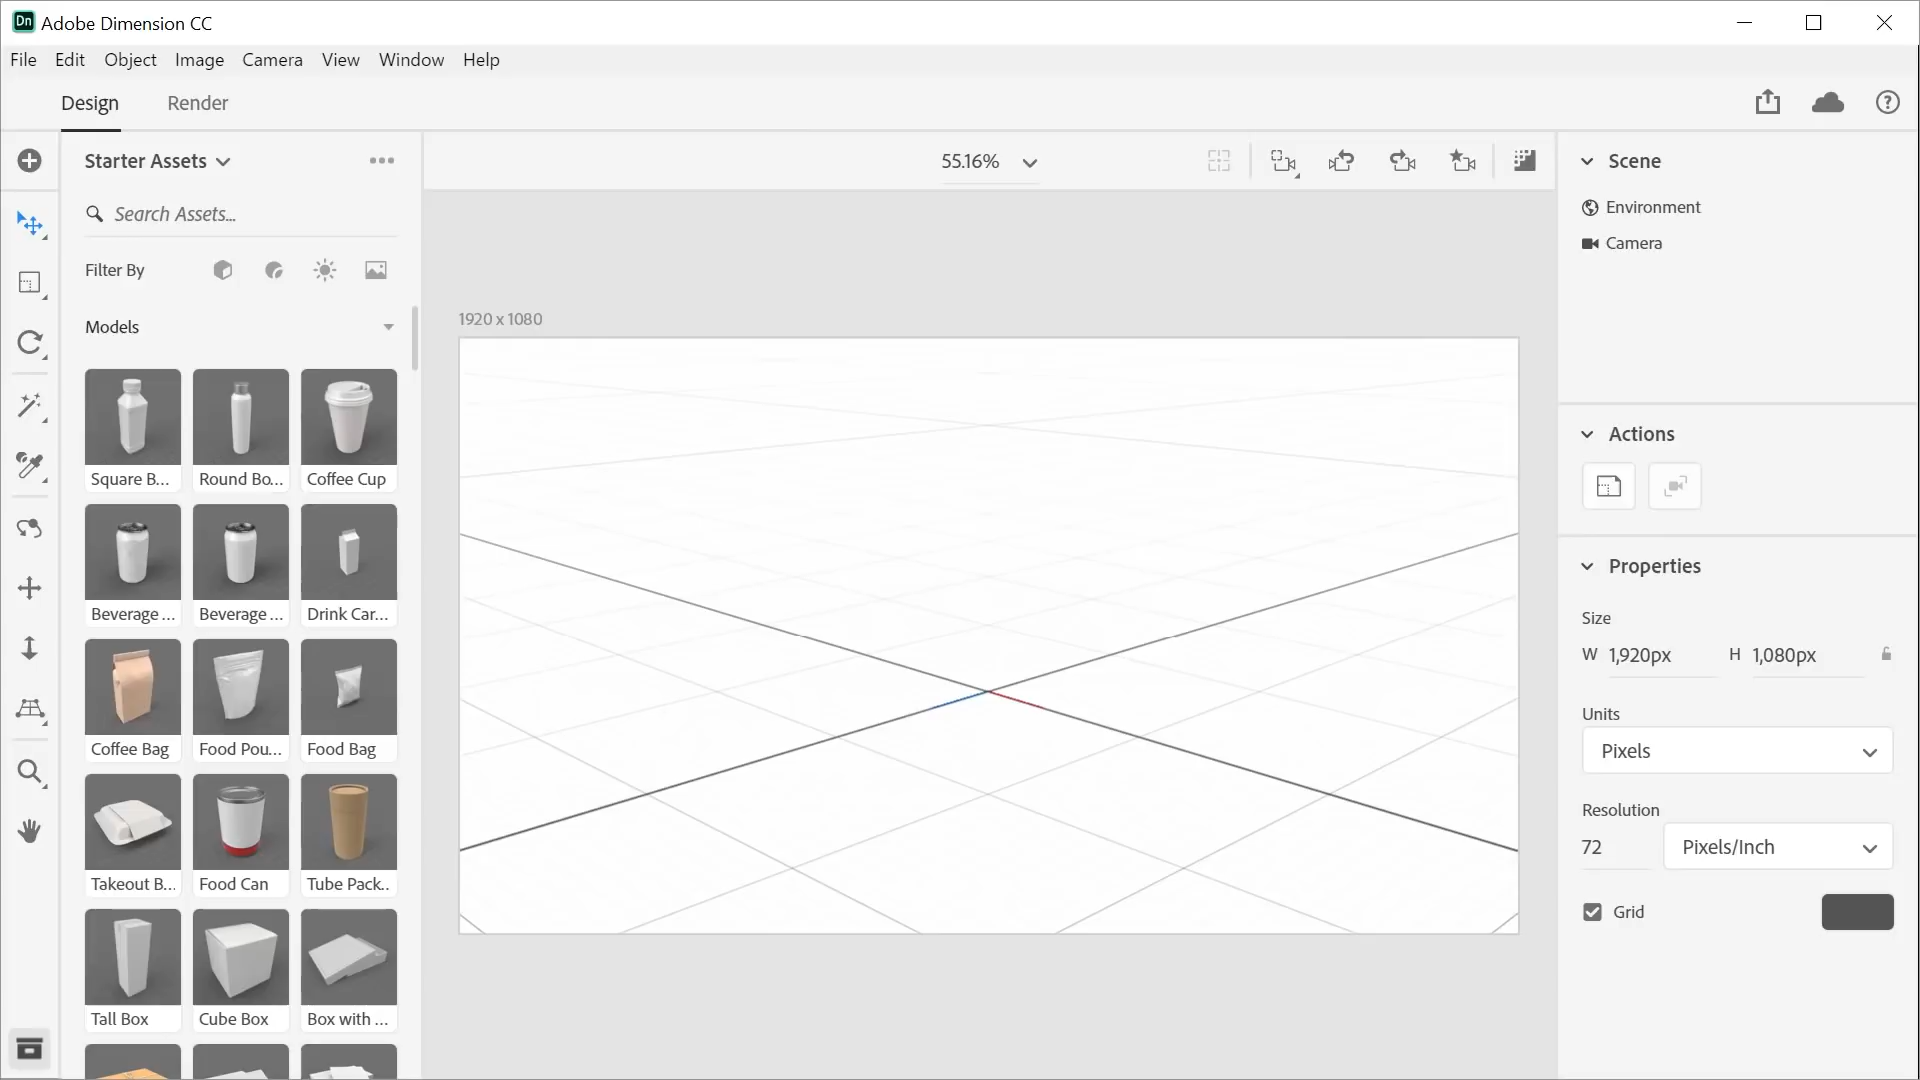 Dn Adobe Dimension CC
File Edit Object Image Camera View Window Help
Design Render
Starter Assets
55.16%
Search Assets...
Filter By
Models
Square B...
Round Bo...
Coffee Cup
Beverage ...
Beverage ...
Drink Car...
Coffee Bag
Food Pou...
Food Bag
Takeout B...
Food Can
Tube Pack..
Tall Box
Cube Box
Box with ...
1920 x 1080
Scene
Environment
Camera
Actions
Properties
Size
W 1,920px H 1,080px
Units
Pixels
Resolution
72 Pixels/Inch
Grid